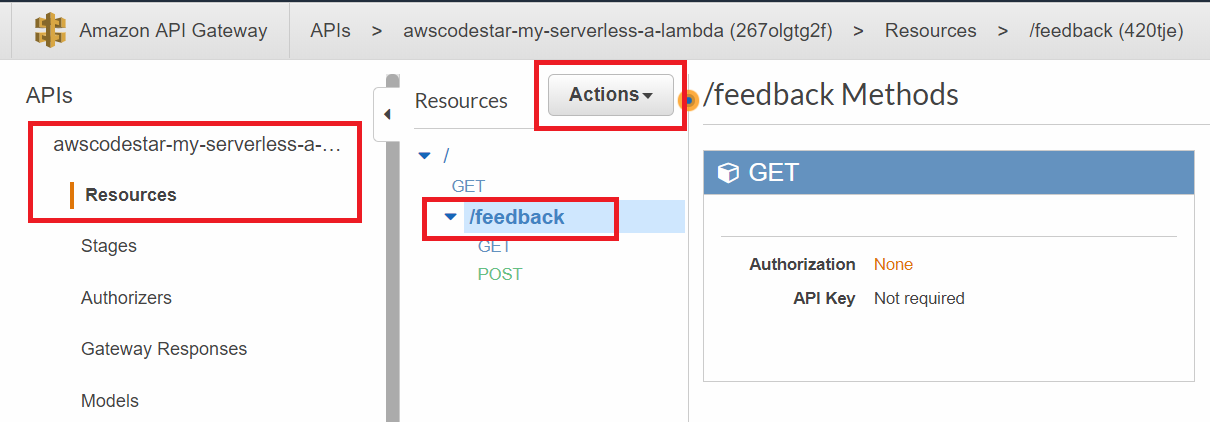 Amazon API Gateway APIs > awscodestar-my-serverless-a-lambda (267olgtg2f) > Resources > /feedback (420tje)
APIs
awscodestar-my-serverless-a-...
Resources
Stages
Authorizers
Gateway Responses
Models
Resources
Actions
/
GET
/feedback
GET
POST
/feedback Methods
GET
Authorization None
API Key Not required